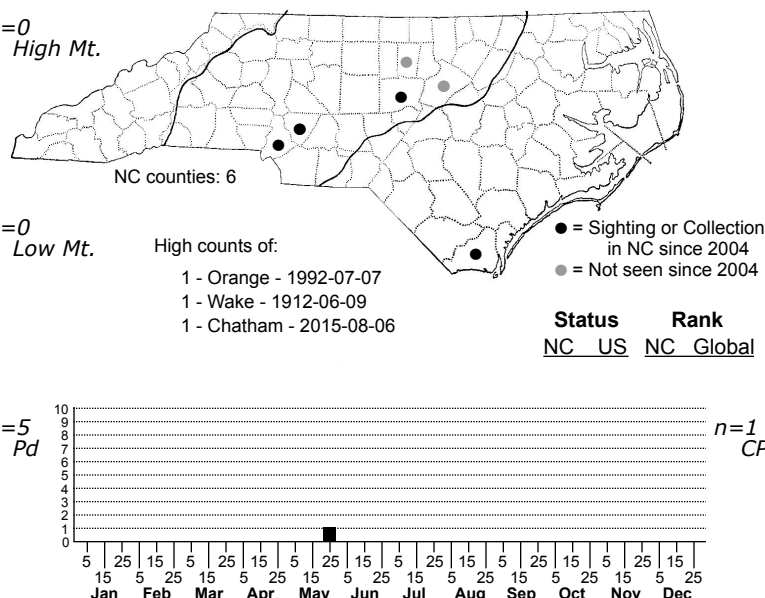 =0
High Mt.
NC counties: 6
=0
Low Mt.
High counts of:
1 - Orange - 1992-07-07
1 - Wake - 1912-06-09
1 - Chatham - 2015-08-06
● = Sighting or Collection
in NC since 2004
● = Not seen since 2004
Status Rank
NC US NC Global
=5
Pd
n=1
CP
10
9
8
7
6
5
4
3
2
1
0
5 25 15 5 25 15 5 25 15 5 25 15 5 25 15 5 25 15
15 5 25 15 5 25 15 5 25 15 5 25 15 5 25 15 5 25
Jan Feb Mar Apr May Jun Jul Aug Sep Oct Nov Dec